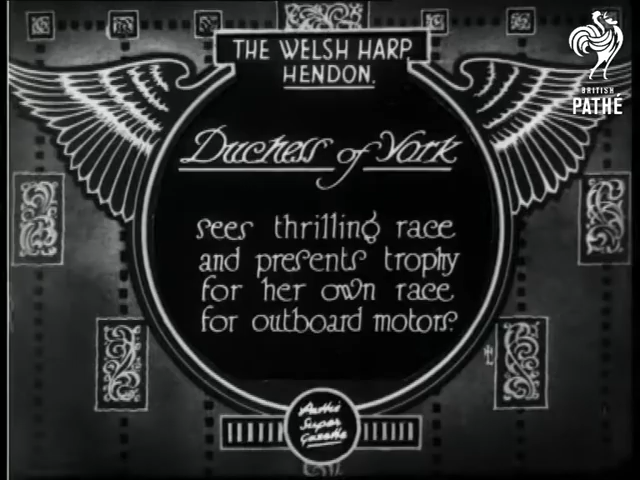 THE WELSH HARP
HENDON.
BRITISH
PATHÉ
Duchess of York
sees thrilling race
and presents trophy
for her own race
for outboard motors.
Pathé
Super
Gazette